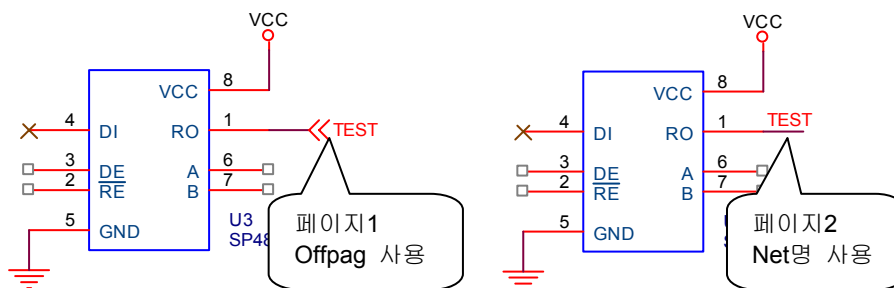 VCC
VCC
8
4
DI
RO
1
TEST
3
DE
A
6
2
RE
B
7
5
GND
U3
SP48
페이지1
Offpag 사용
VCC
VCC
8
4
DI
RO
1
TEST
3
DE
A
6
2
RE
B
7
5
GND
페이지2
Net명 사용